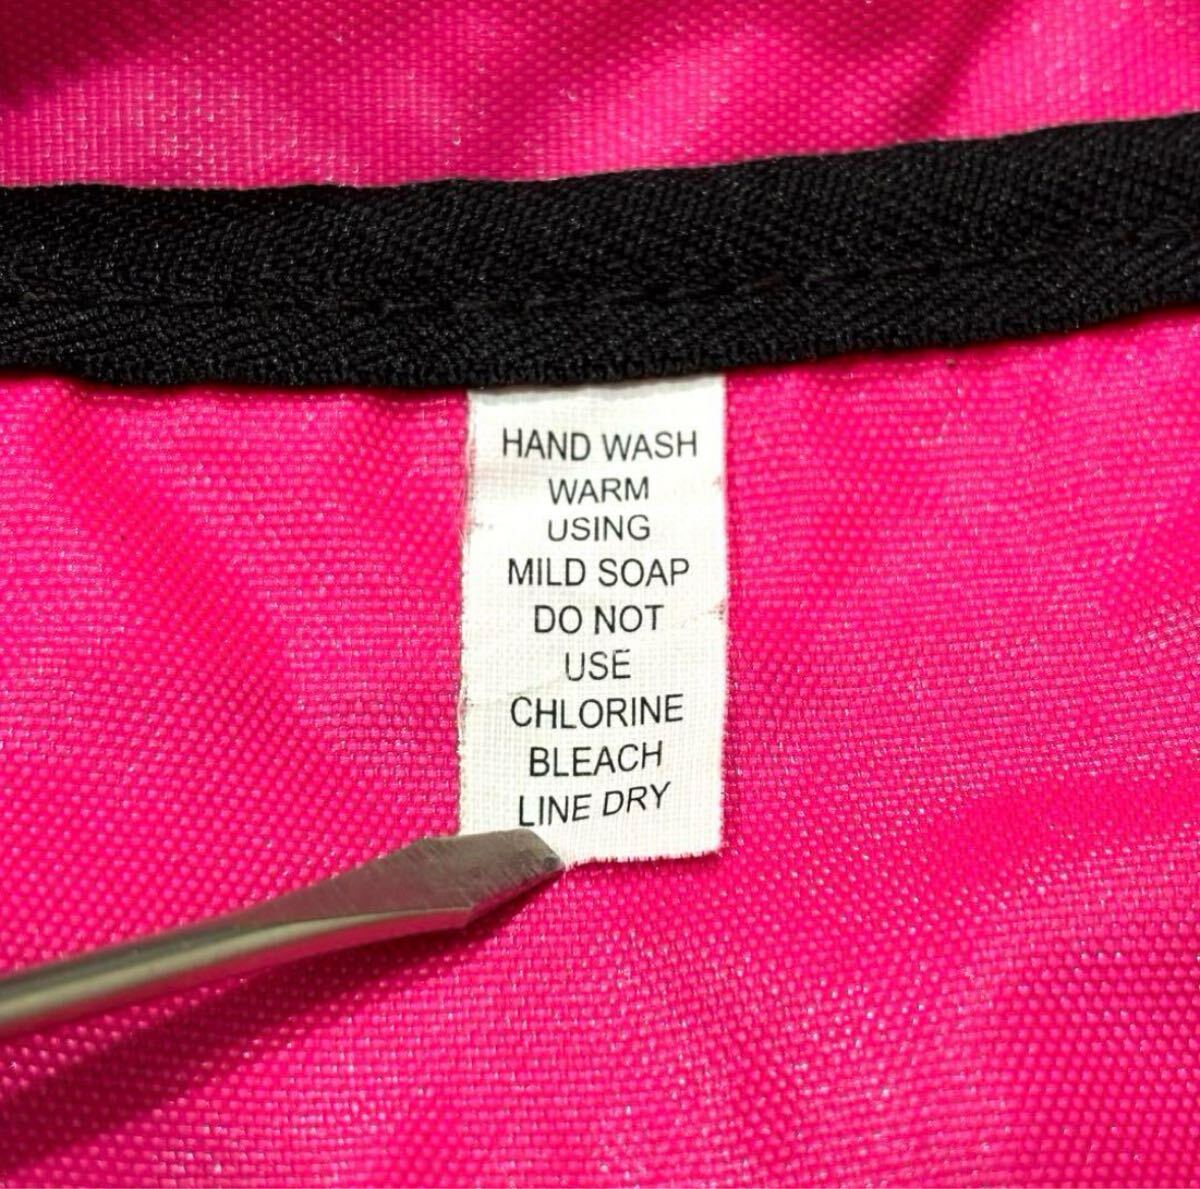 HAND WASH
WARM
USING
MILD SOAP
DO NOT
USE
CHLORINE
BLEACH
LINE DRY